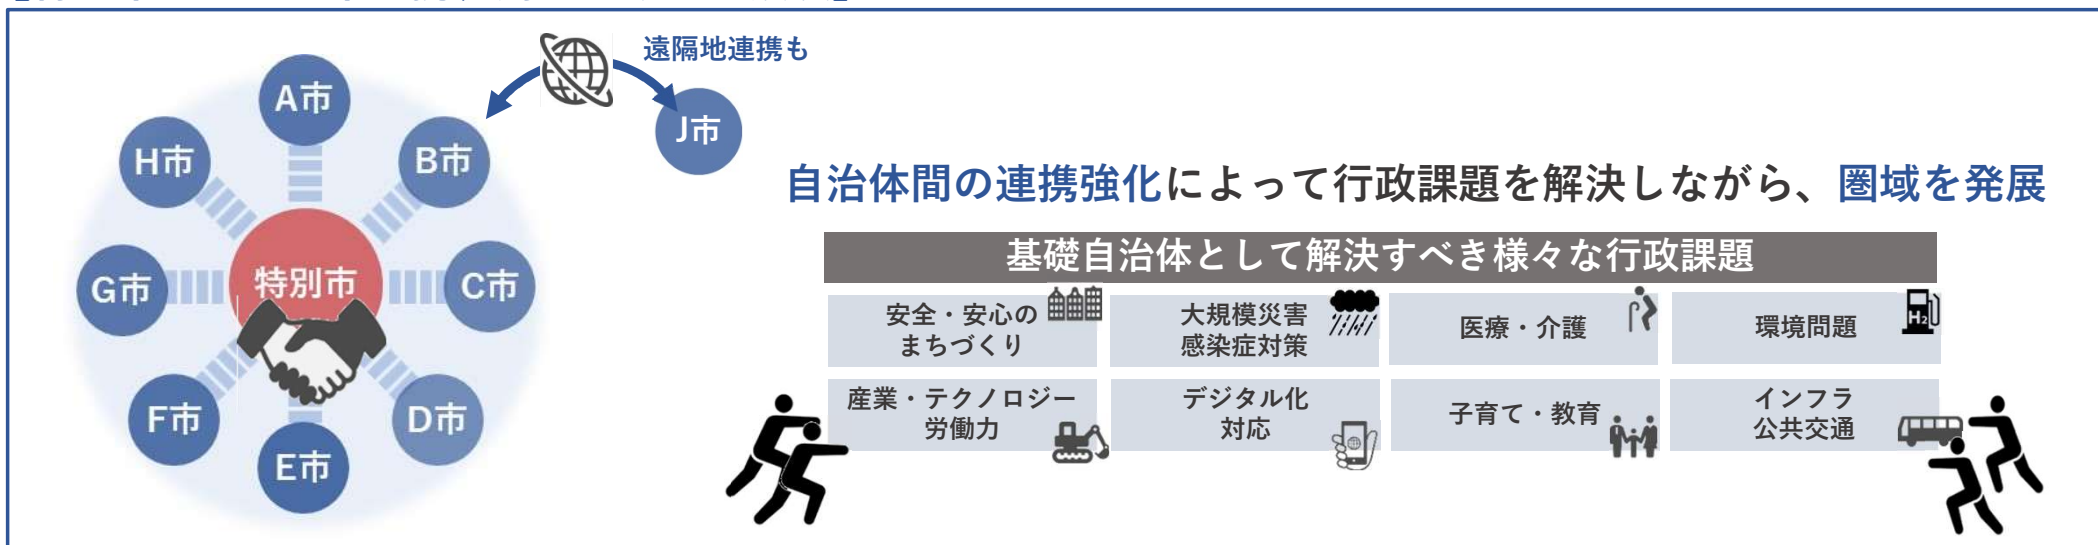 遠隔地連携も
A市
B市
C市
D市
E市
F市
G市
H市
J市
特別市
自治体間の連携強化によって行政課題を解決しながら、圏域を発展
基礎自治体として解決すべき様々な行政課題
安全・安心の
まちづくり
大規模災害
感染症対策
医療・介護
環境問題
H2
産業・テクノロジー
労働力
デジタル化
対応
子育て・教育
インフラ
公共交通